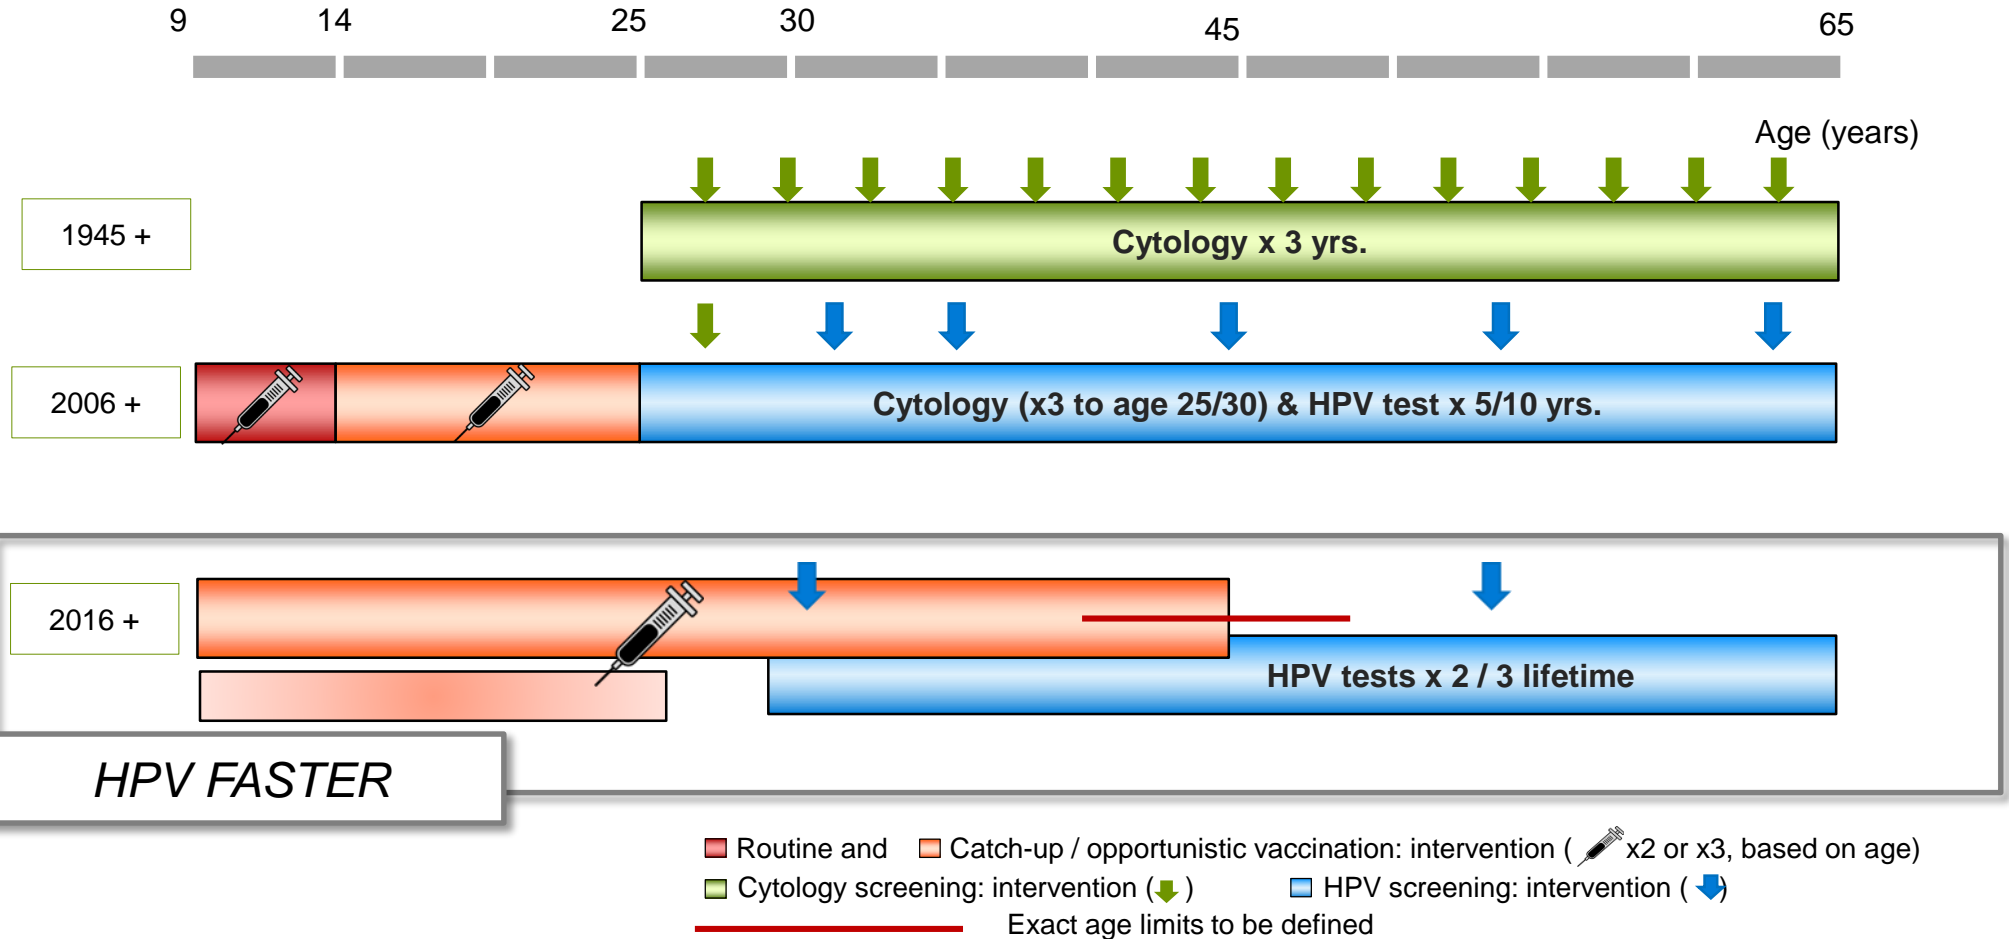 9 14 25 30 45 65
Age (years)
1945 +
Cytology x 3 yrs.
2006 +
Cytology (x3 to age 25/30) & HPV test x 5/10 yrs.
2016 +
HPV tests x 2 / 3 lifetime
HPV FASTER
Routine and Catch-up / opportunistic vaccination: intervention ( x2 or x3, based on age)
Cytology screening: intervention ( ) HPV screening: intervention ( )
Exact age limits to be defined